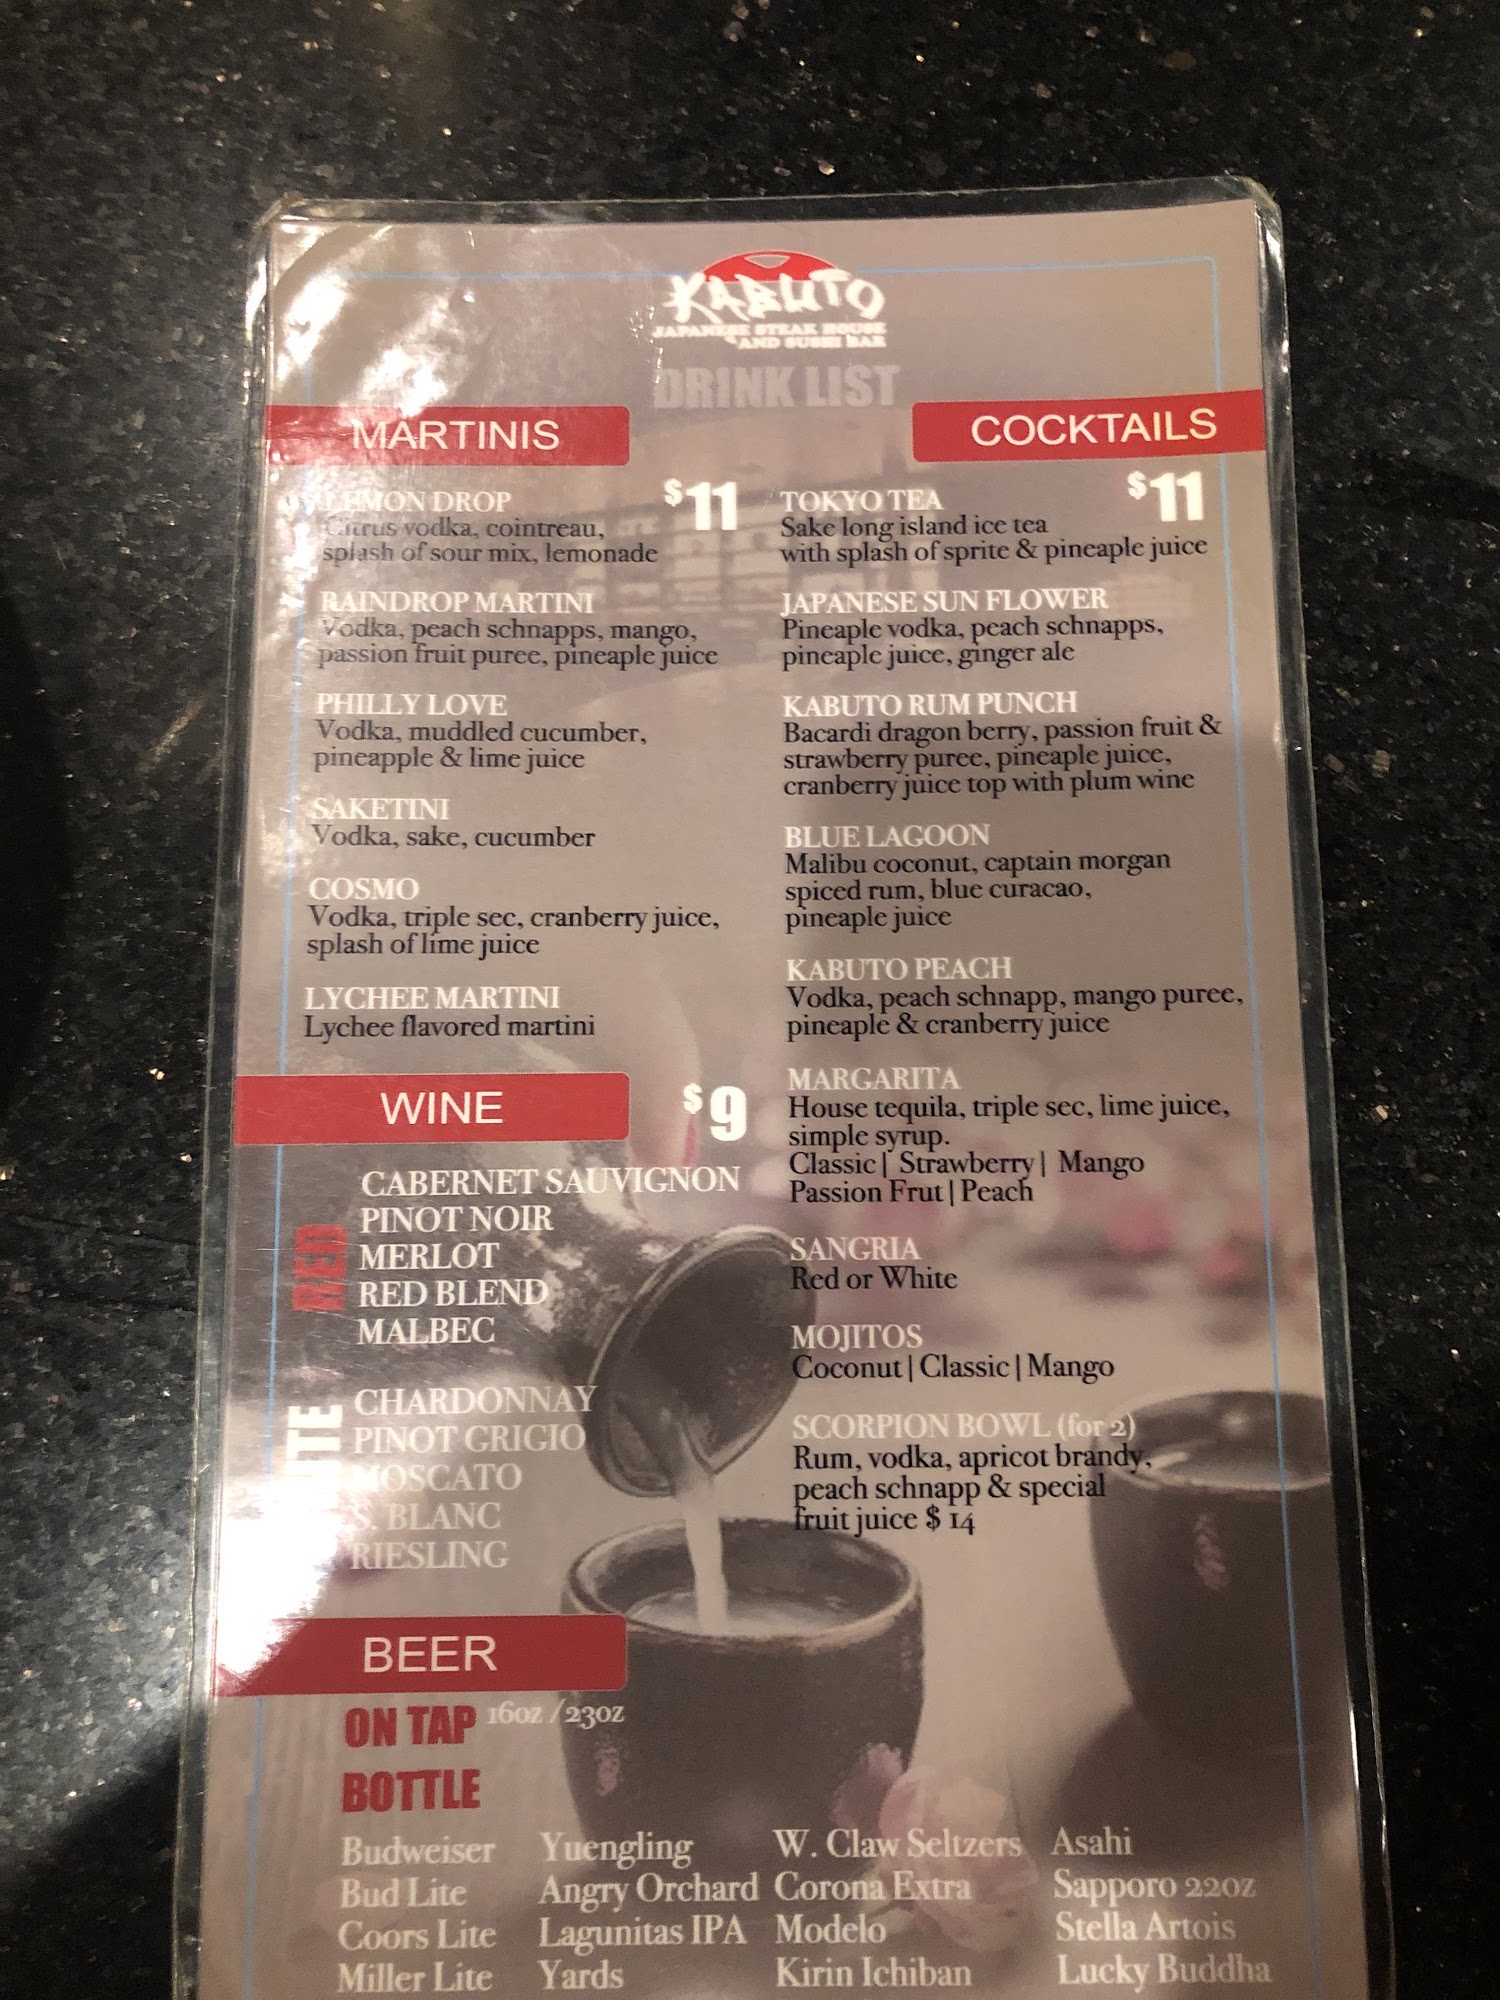 KABUTO
JAPANESE STEAK HOUSE
AND SUSHI BAR
DRINK LIST
MARTINIS
$11
LEMON DROP
Citrus vodka, cointreau,
splash of sour mix, lemonade
RAINDROP MARTINI
Vodka, peach schnapps, mango,
passion fruit puree, pineaple juice
PHILLY LOVE
Vodka, muddled cucumber,
pineapple & lime juice
SAKETINI
Vodka, sake, cucumber
COSMO
Vodka, triple sec, cranberry juice,
splash of lime juice
LYCHEE MARTINI
Lychee flavored martini
WINE
$9
RED
CABERNET SAUVIGNON
PINOT NOIR
MERLOT
RED BLEND
MALBEC
CHARDONNAY
PINOT GRIGIO
MOSCATO
S. BLANC
RIESLING
COCKTAILS
$11
TOKYO TEA
Sake long island ice tea
with splash of sprite & pineaple juice
JAPANESE SUN FLOWER
Pineaple vodka, peach schnapps,
pineaple juice, ginger ale
KABUTO RUM PUNCH
Bacardi dragon berry, passion fruit &
strawberry puree, pineaple juice,
cranberry juice top with plum wine
BLUE LAGOON
Malibu coconut, captain morgan
spiced rum, blue curacao,
pineaple juice
KABUTO PEACH
Vodka, peach schnapp, mango puree,
pineaple & cranberry juice
MARGARITA
House tequila, triple sec, lime juice,
simple syrup.
Classic | Strawberry | Mango
Passion Frut | Peach
SANGRIA
Red or White
MOJITOS
Coconut | Classic | Mango
SCORPION BOWL (for 2)
Rum, vodka, apricot brandy,
peach schnapp & special
fruit juice $ 14
BEER
ON TAP 16oz / 23oz
BOTTLE
Budweiser Yuengling W. Claw Seltzers Asahi
Bud Lite Angry Orchard Corona Extra Sapporo 22oz
Coors Lite Lagunitas IPA Modelo Stella Artois
Miller Lite Yards Kirin Ichiban Lucky Buddha